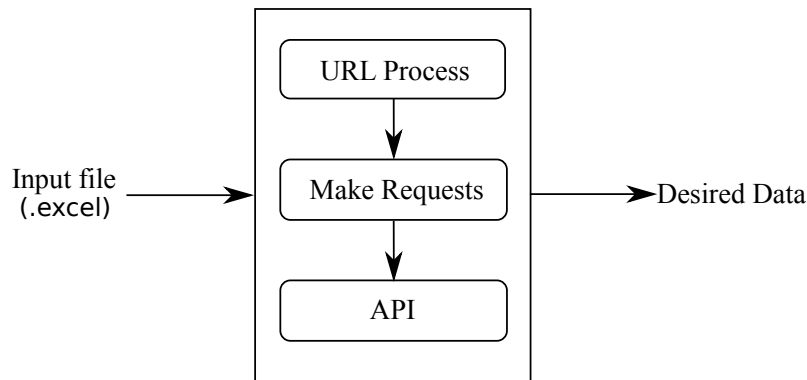 URL Process
Input file
(.excel)
Make Requests
Desired Data
API